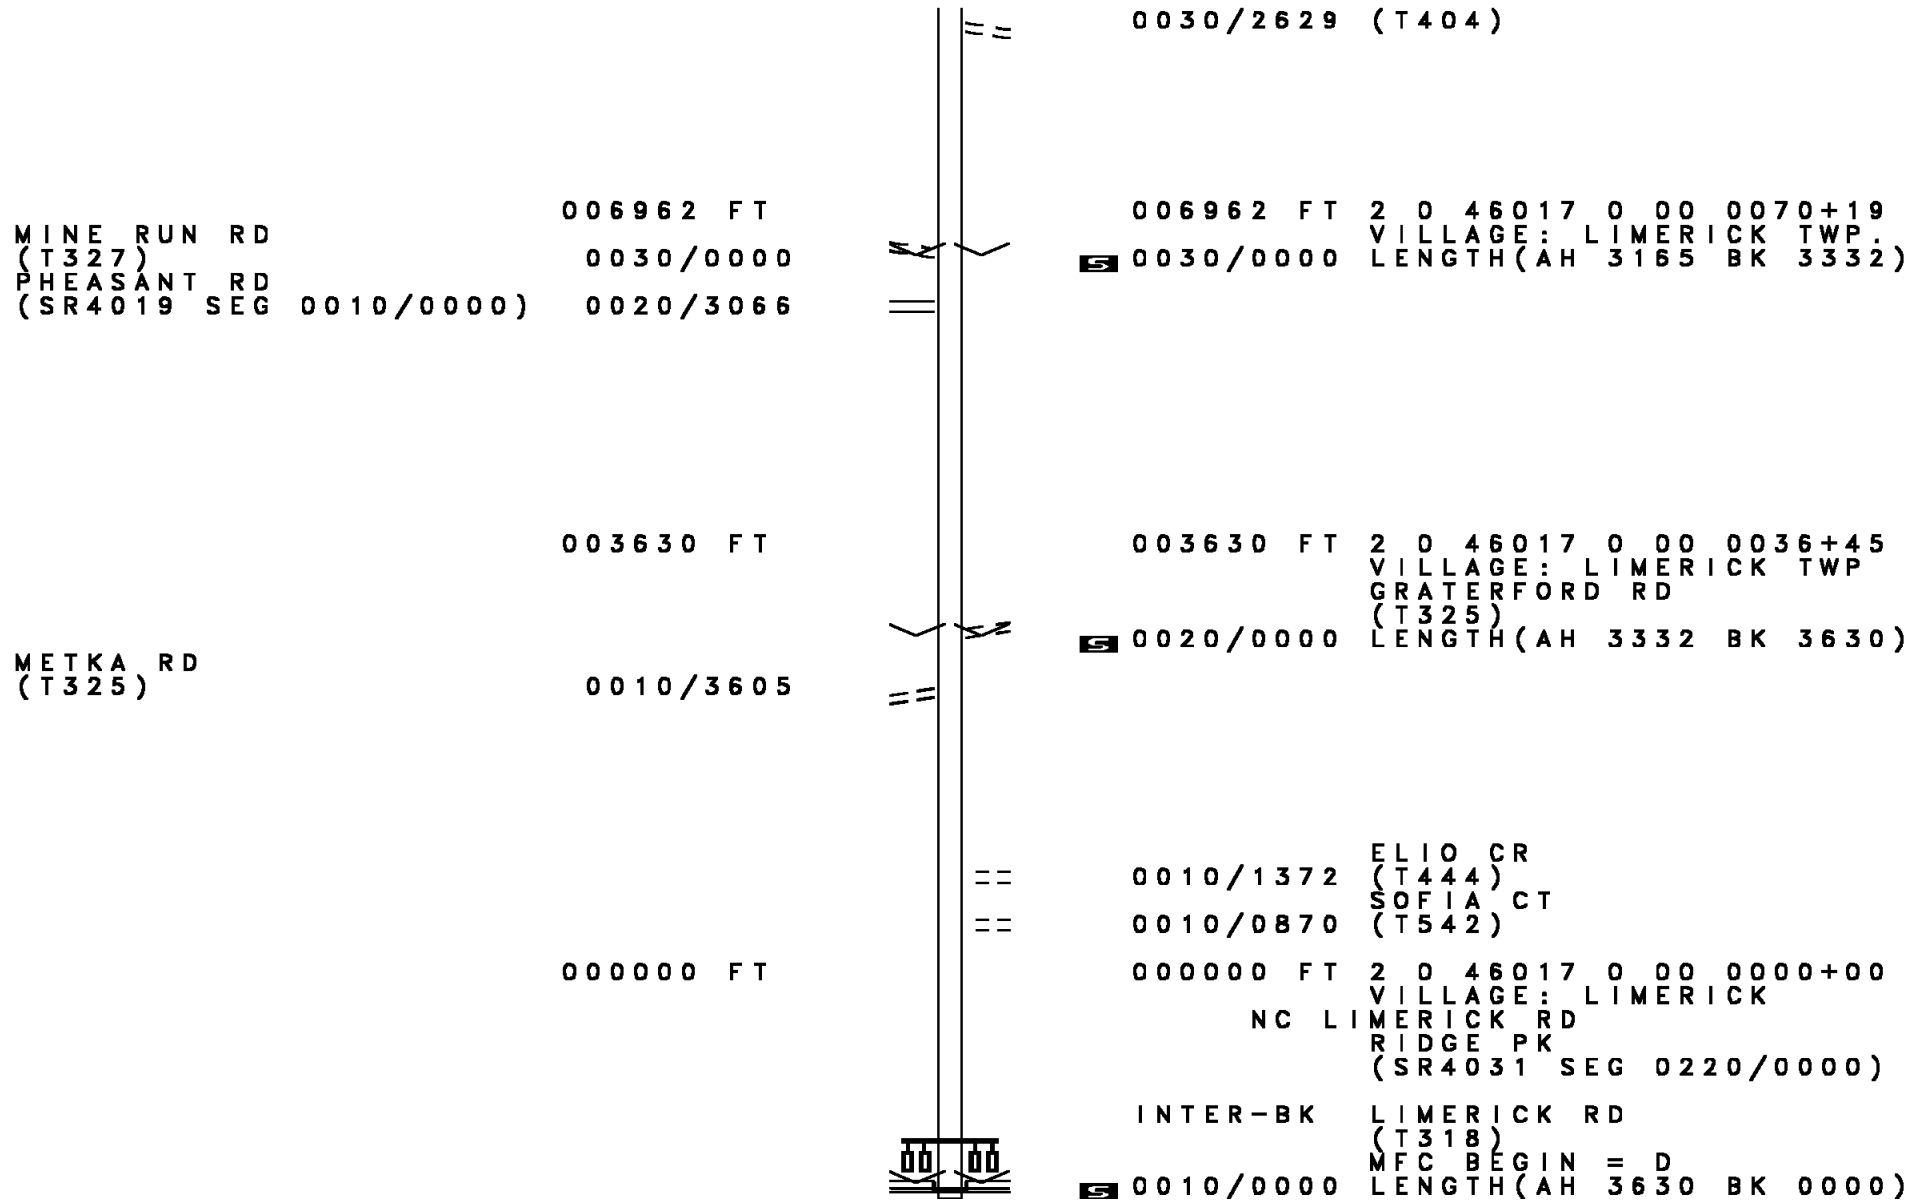 0030/2629 (T404)
006962 FT 006962 FT 2 0 46017 0 00 0070+19
MINE RUN RD VILLAGE: LIMERICK TWP.
(T327) 0030/0000 S 0030/0000 LENGTH(AH 3165 BK 3332)
PHEASANT RD
(SR4019 SEG 0010/0000) 0020/3066
003630 FT 003630 FT 2 0 46017 0 00 0036+45
VILLAGE: LIMERICK TWP
GRATERFORD RD
(T325)
S 0020/0000 LENGTH(AH 3332 BK 3630)
METKA RD
(T325) 0010/3605
ELIO CR
0010/1372 (T444)
SOFIA CT
0010/0870 (T542)
000000 FT 000000 FT 2 0 46017 0 00 0000+00
VILLAGE: LIMERICK
NC LIMERICK RD
RIDGE PK
(SR4031 SEG 0220/0000)
INTER-BK LIMERICK RD
(T318)
MFC BEGIN = D
S 0010/0000 LENGTH(AH 3630 BK 0000)